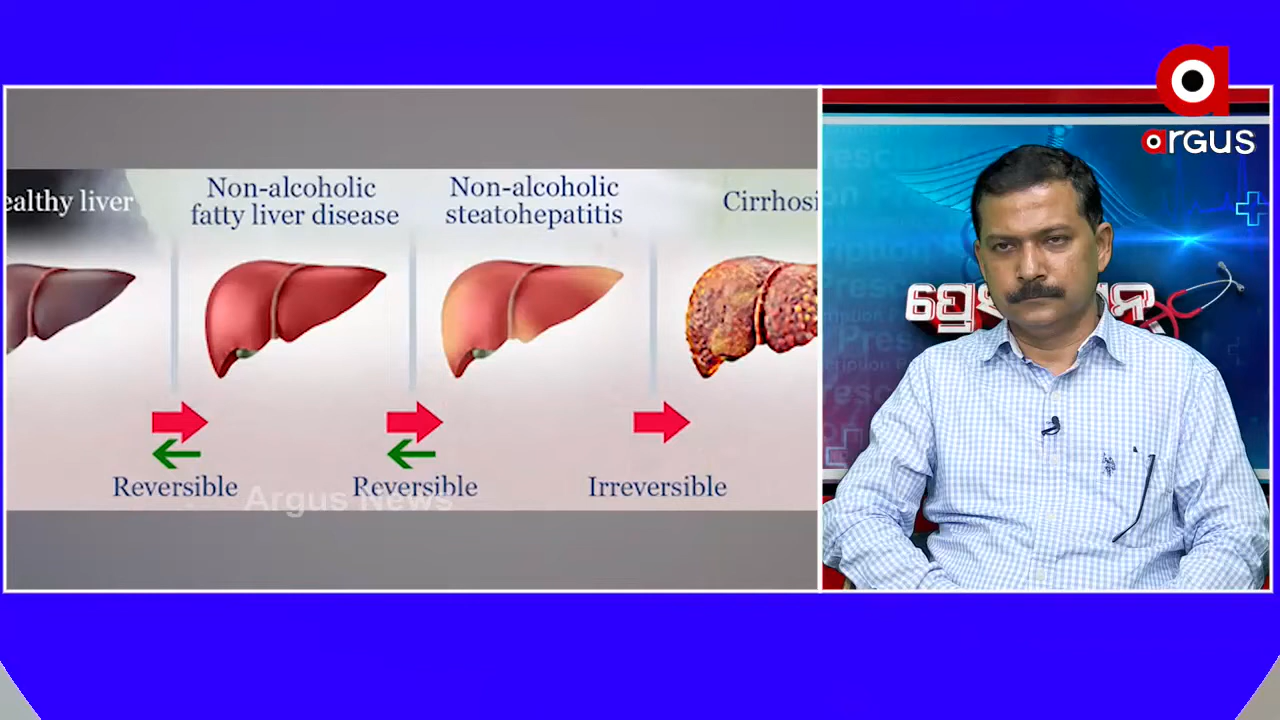 ealthy liver
Non-alcoholic
fatty liver disease
Non-alcoholic
steatohepatitis
Cirrhosi
Reversible
Reversible
Irreversible
Argus News
argus